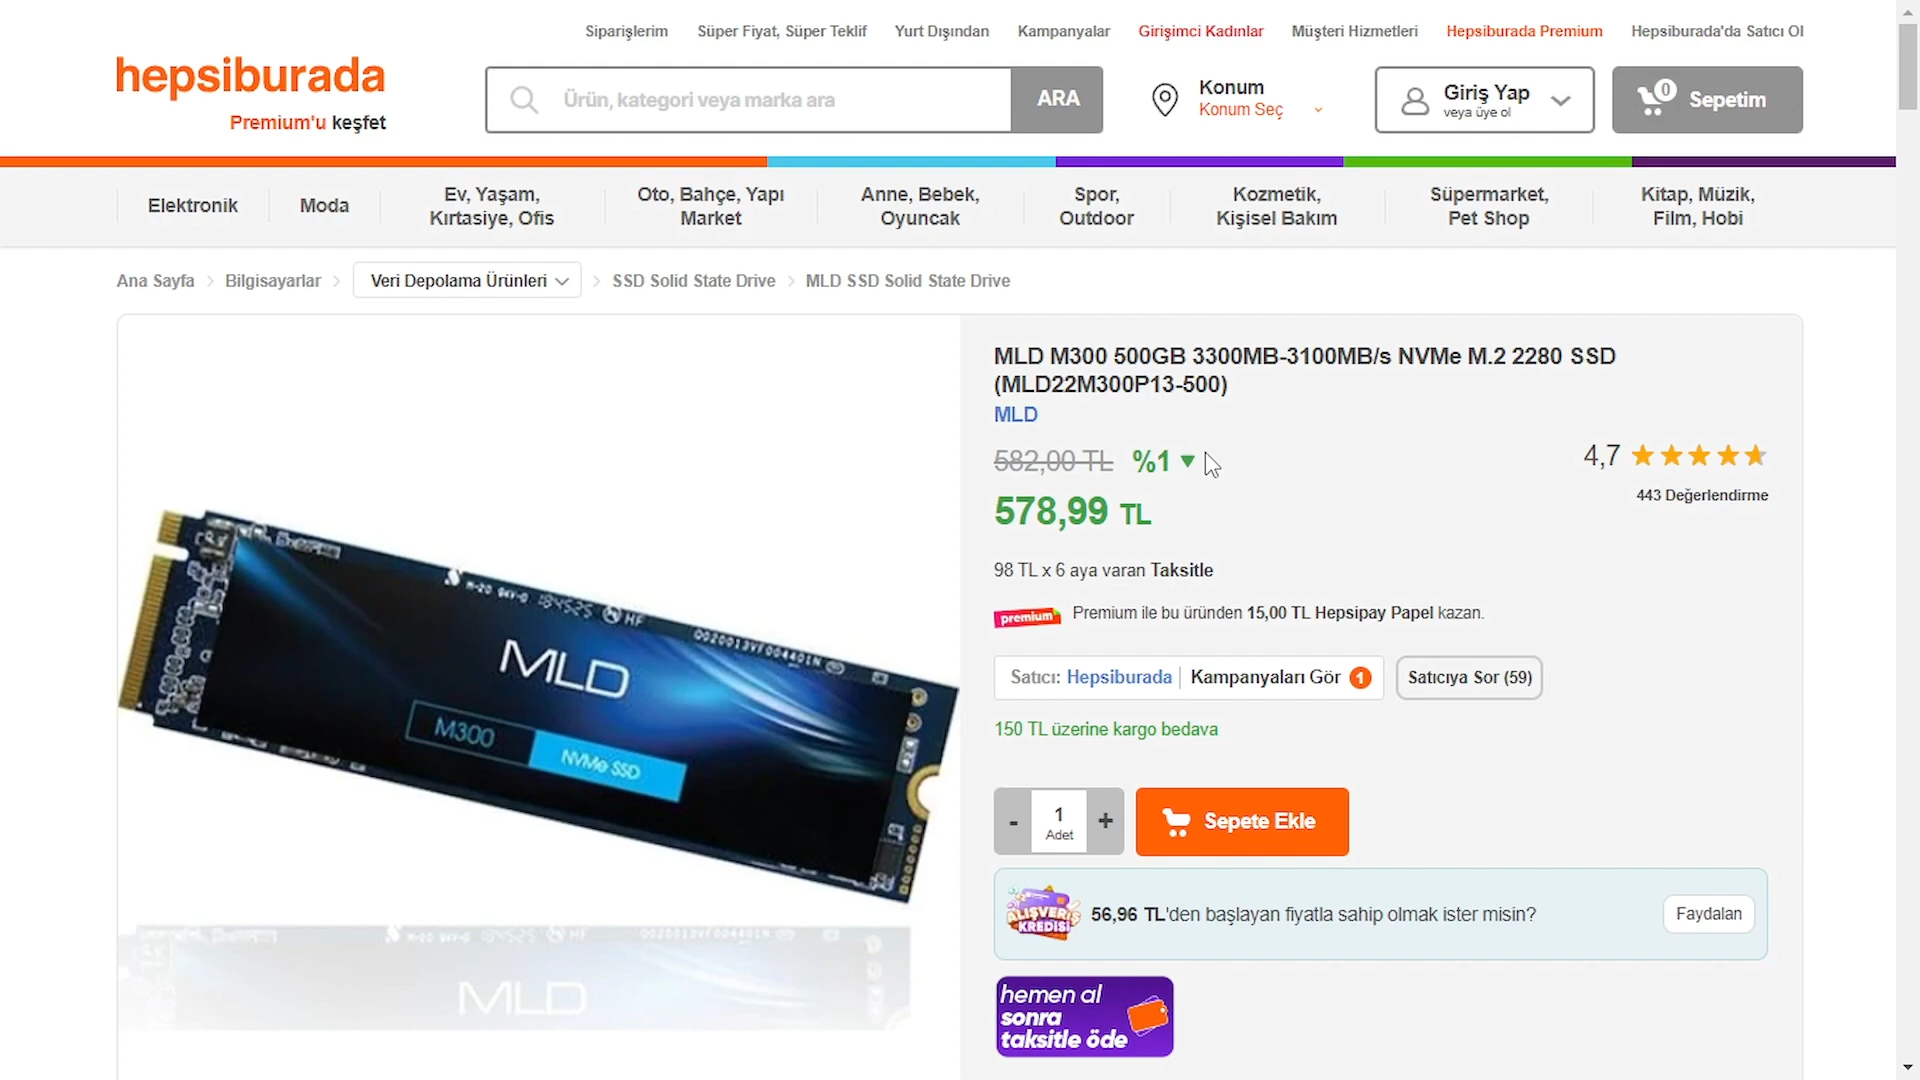 Siparişlerim
Süper Fiyat, Süper Teklif
Yurt Dışından
Kampanyalar
Girişimci Kadınlar
Müşteri Hizmetleri
Hepsiburada Premium
Hepsiburada'da Satıcı Ol
hepsiburada
Premium'u keşfet
Ürün, kategori veya marka ara
ARA
Konum
Konum Seç
Giriş Yap
veya üye ol
0
Sepetim
Elektronik
Moda
Ev, Yaşam,
Kırtasiye, Ofis
Oto, Bahçe, Yapı
Market
Anne, Bebek,
Oyuncak
Spor,
Outdoor
Kozmetik,
Kişisel Bakım
Süpermarket,
Pet Shop
Kitap, Müzik,
Film, Hobi
Ana Sayfa
Bilgisayarlar
Veri Depolama Ürünleri
SSD Solid State Drive
MLD SSD Solid State Drive
MLD M300 500GB 3300MB-3100MB/s NVMe M.2 2280 SSD
(MLD22M300P13-500)
MLD
582,00 TL %1
4,7
443 Değerlendirme
578,99 TL
98 TL x 6 aya varan Taksitle
premium Premium ile bu üründen 15,00 TL Hepsipay Papel kazan.
Satıcı: Hepsiburada
Kampanyaları Gör 1
Satıcıya Sor (59)
150 TL üzerine kargo bedava
- 1 +
Adet
Sepete Ekle
ALIŞVERİŞ
KREDİSİ
56,96 TL'den başlayan fiyatla sahip olmak ister misin?
Faydalan
hemen al
sonra
taksitle öde
MLD
M300
NVMe SSD
MLD